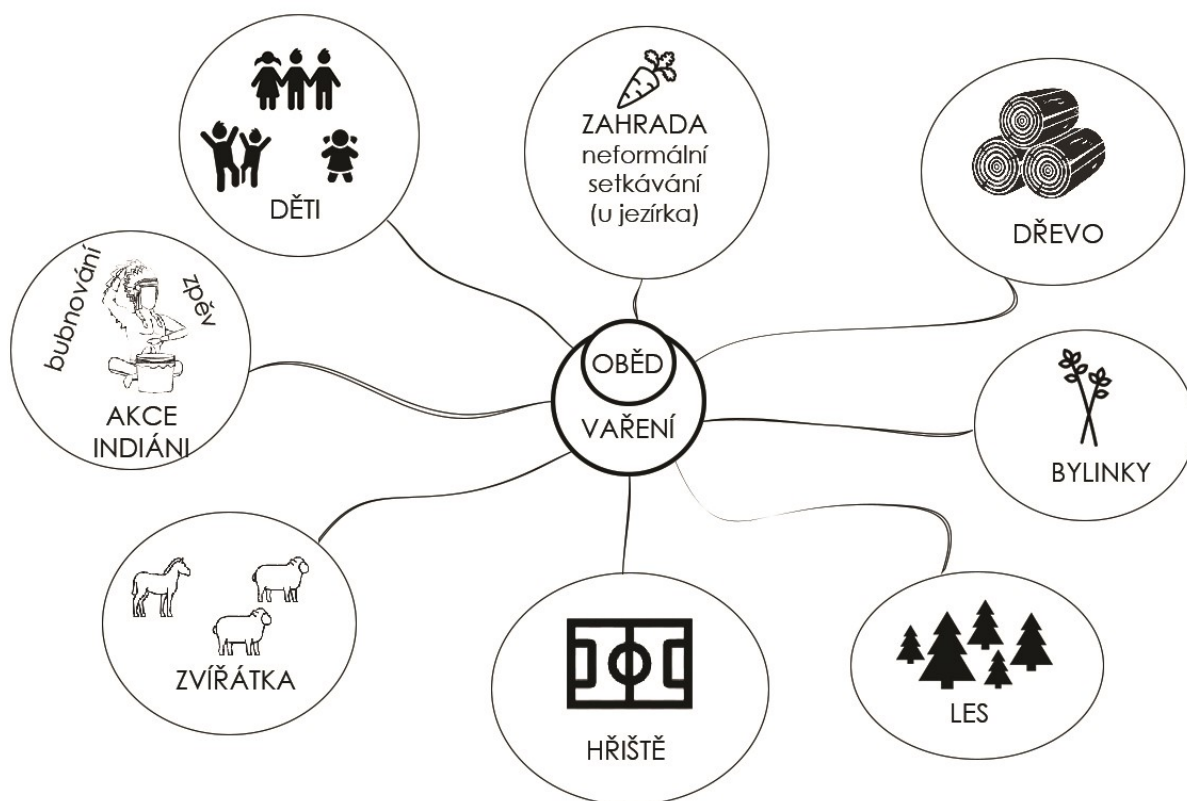 DĚTI
ZAHRADA
neformální
setkávání
(u jezírka)
DŘEVO
bubnování
zpěv
AKCE
INDIÁNI
OBĚD
VAŘENÍ
BYLINKY
ZVÍŘÁTKA
HŘIŠTĚ
LES